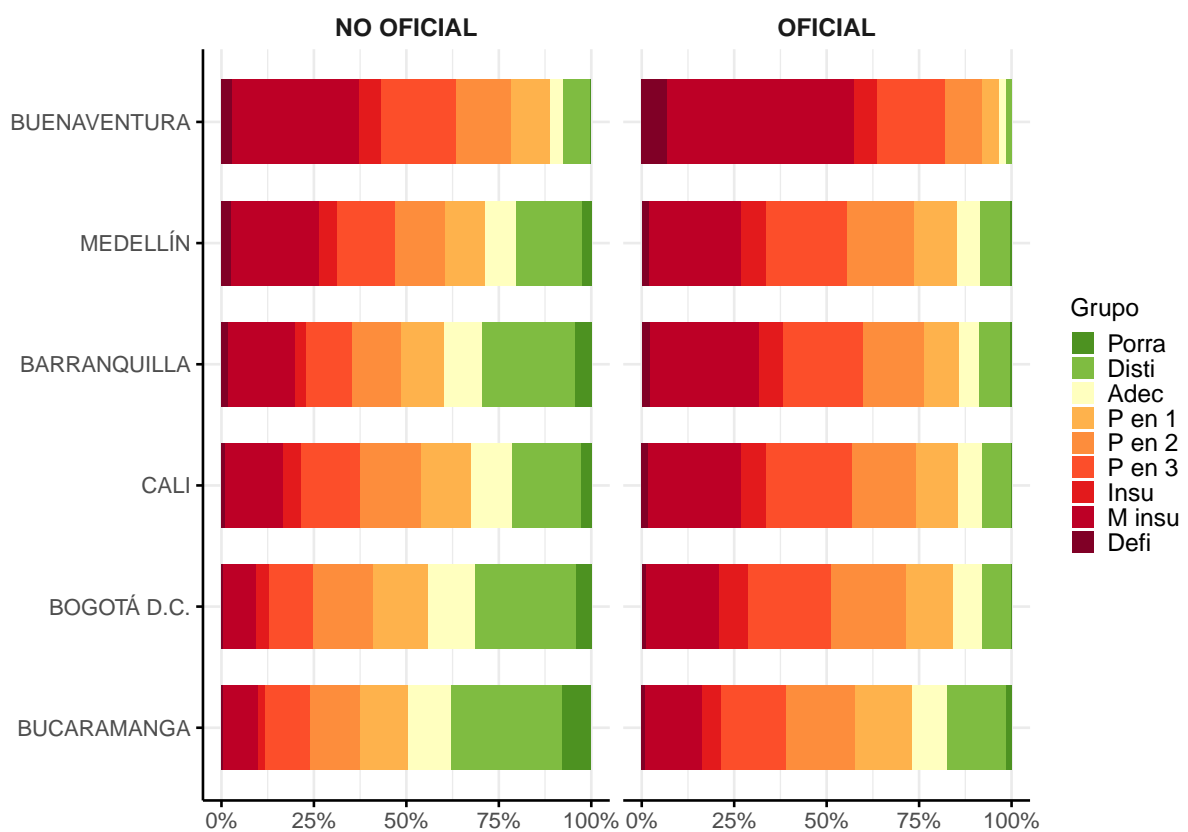 NO OFICIAL
OFICIAL
BUENAVENTURA
MEDELLÍN
BARRANQUILLA
CALI
BOGOTÁ D.C.
BUCARAMANGA
0% 25% 50% 75% 100%
0% 25% 50% 75% 100%
Grupo
Porra
Disti
Adec
P en 1
P en 2
P en 3
Insu
M insu
Defi